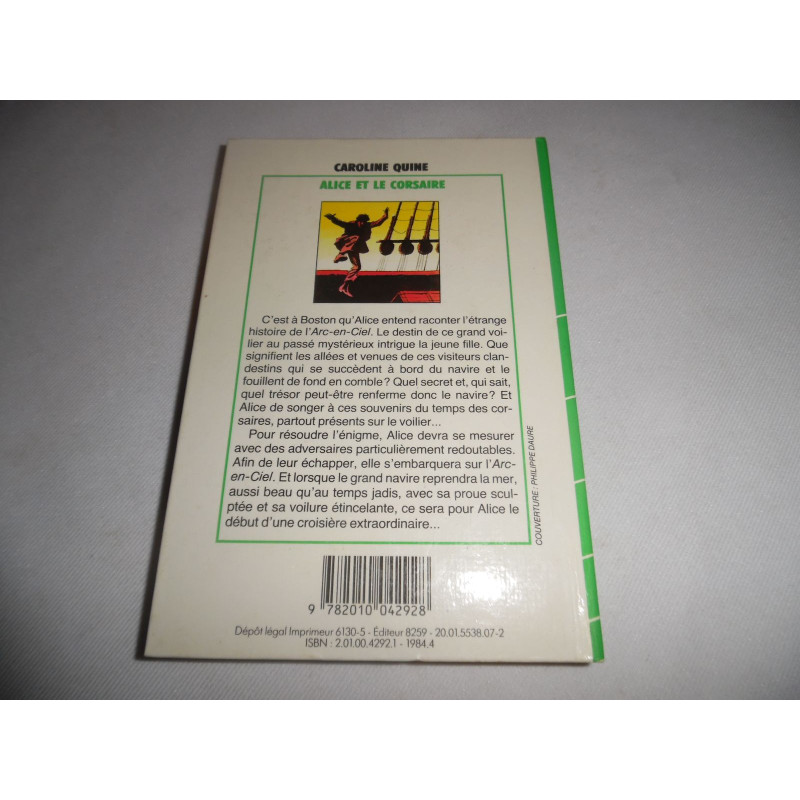 CAROLINE QUINE
ALICE ET LE CORSAIRE
C'est à Boston qu'Alice entend raconter l'étrange
histoire de l'Arc-en-Ciel. Le destin de ce grand voi-
lier au passé mystérieux intrigue la jeune fille. Que
signifient les allées et venues de ces visiteurs clan-
destins qui se succèdent à bord du navire et le
fouillent de fond en comble ? Quel secret et, qui sait,
quel trésor peut-être renferme donc le navire ? Et
Alice de songer à ces souvenirs du temps des cor-
saires, partout présents sur le voilier...
Pour résoudre l'énigme, Alice devra se mesurer
avec des adversaires particulièrement redoutables.
Afin de leur échapper, elle s'embarquera sur l'Arc-
en-Ciel. Et lorsque le grand navire reprendra la mer,
aussi beau qu'au temps jadis, avec sa proue sculp-
ptée et sa voilure étincelante, ce sera pour Alice le
début d'une croisière extraordinaire...
COUVERTURE : PHILIPPE DAURE
9 782010 042928
Dépôt légal Imprimeur 6130-5 - Éditeur 8259 - 20.01.5538.07-2
ISBN : 2.01.00.4292.1 - 1984.4